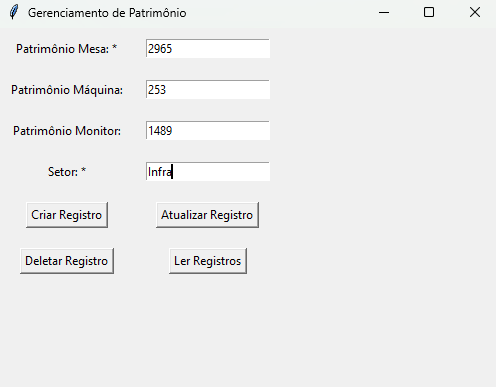 Gerenciamento de Patrimônio
Patrimônio Mesa: * 2965
Patrimônio Máquina: 253
Patrimônio Monitor: 1489
Setor: * Infra
Criar Registro Atualizar Registro
Deletar Registro Ler Registros